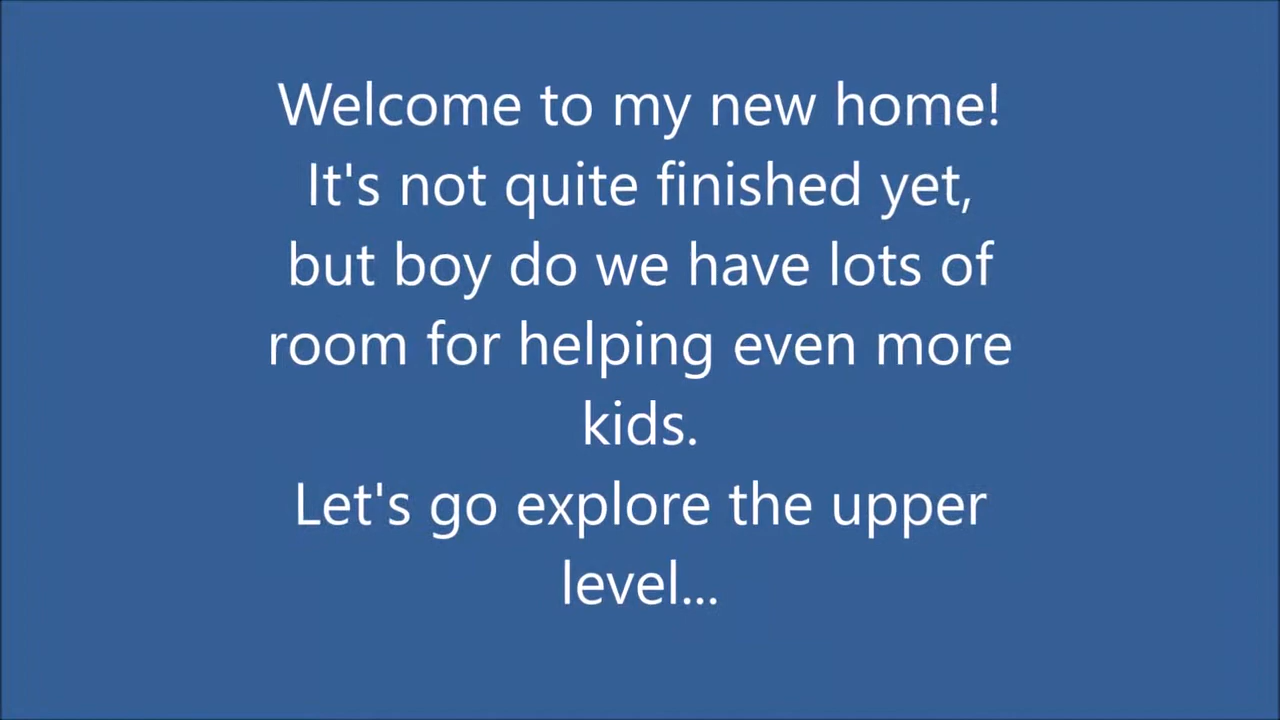 Welcome to my new home!
It's not quite finished yet,
but boy do we have lots of
room for helping even more
kids.
Let's go explore the upper
level...